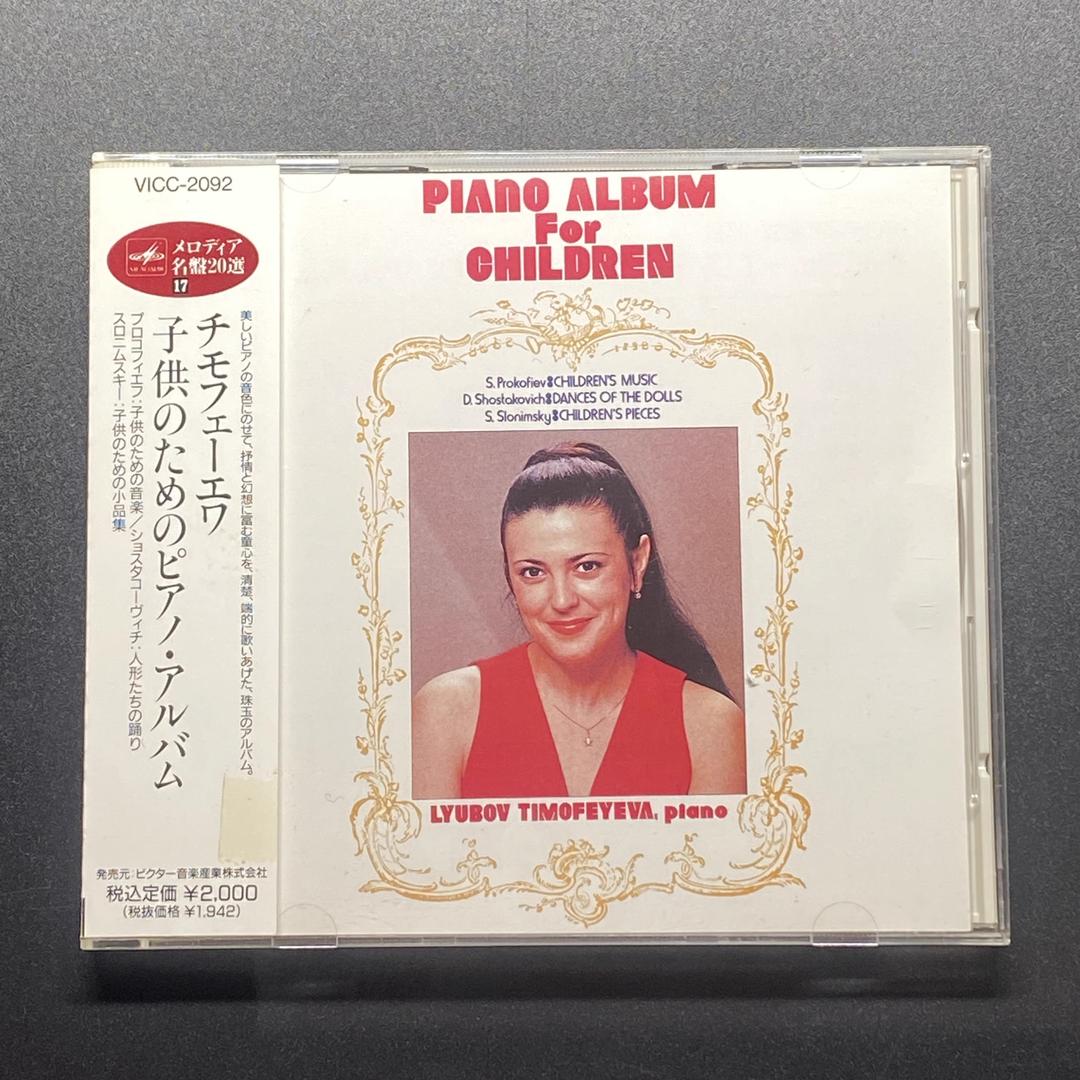 VICC-2092
メロディア
名盤20選
17
美しいピアノの音色にのせて、抒情と幻想に富む童心を、清楚、端的に歌いあげた、珠玉のアルバム。
チモフェーエワ
子供のためのピアノ・アルバム
プロコフィエフ:子供のための音楽/ショスタコーヴィチ:人形たちの踊り
スロニムスキー:子供のための小品集
発売元:ビクター音楽産業株式会社
税込定価 ¥2,000
(税抜価格 ¥1,942)
PIANO ALBUM
For
CHILDREN
S. Prokofiev:CHILDREN'S MUSIC
D. Shostakovich:DANCES OF THE DOLLS
S. Slonimsky:CHILDREN'S PIECES
LYUBOV TIMOFEYEVA, piano